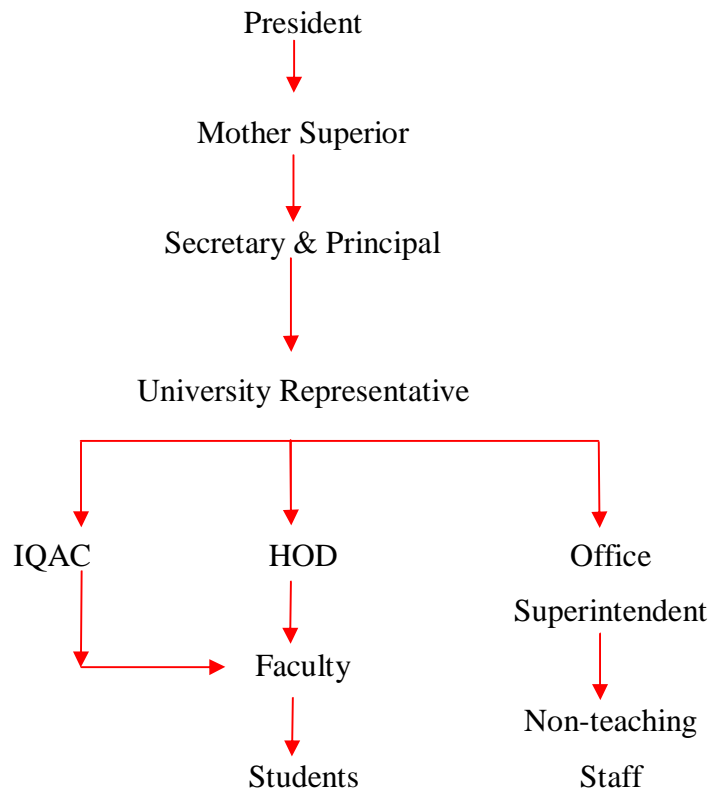 President
Mother Superior
Secretary & Principal
University Representative
IQAC
HOD
Office
Superintendent
Faculty
Non-teaching
Students
Staff